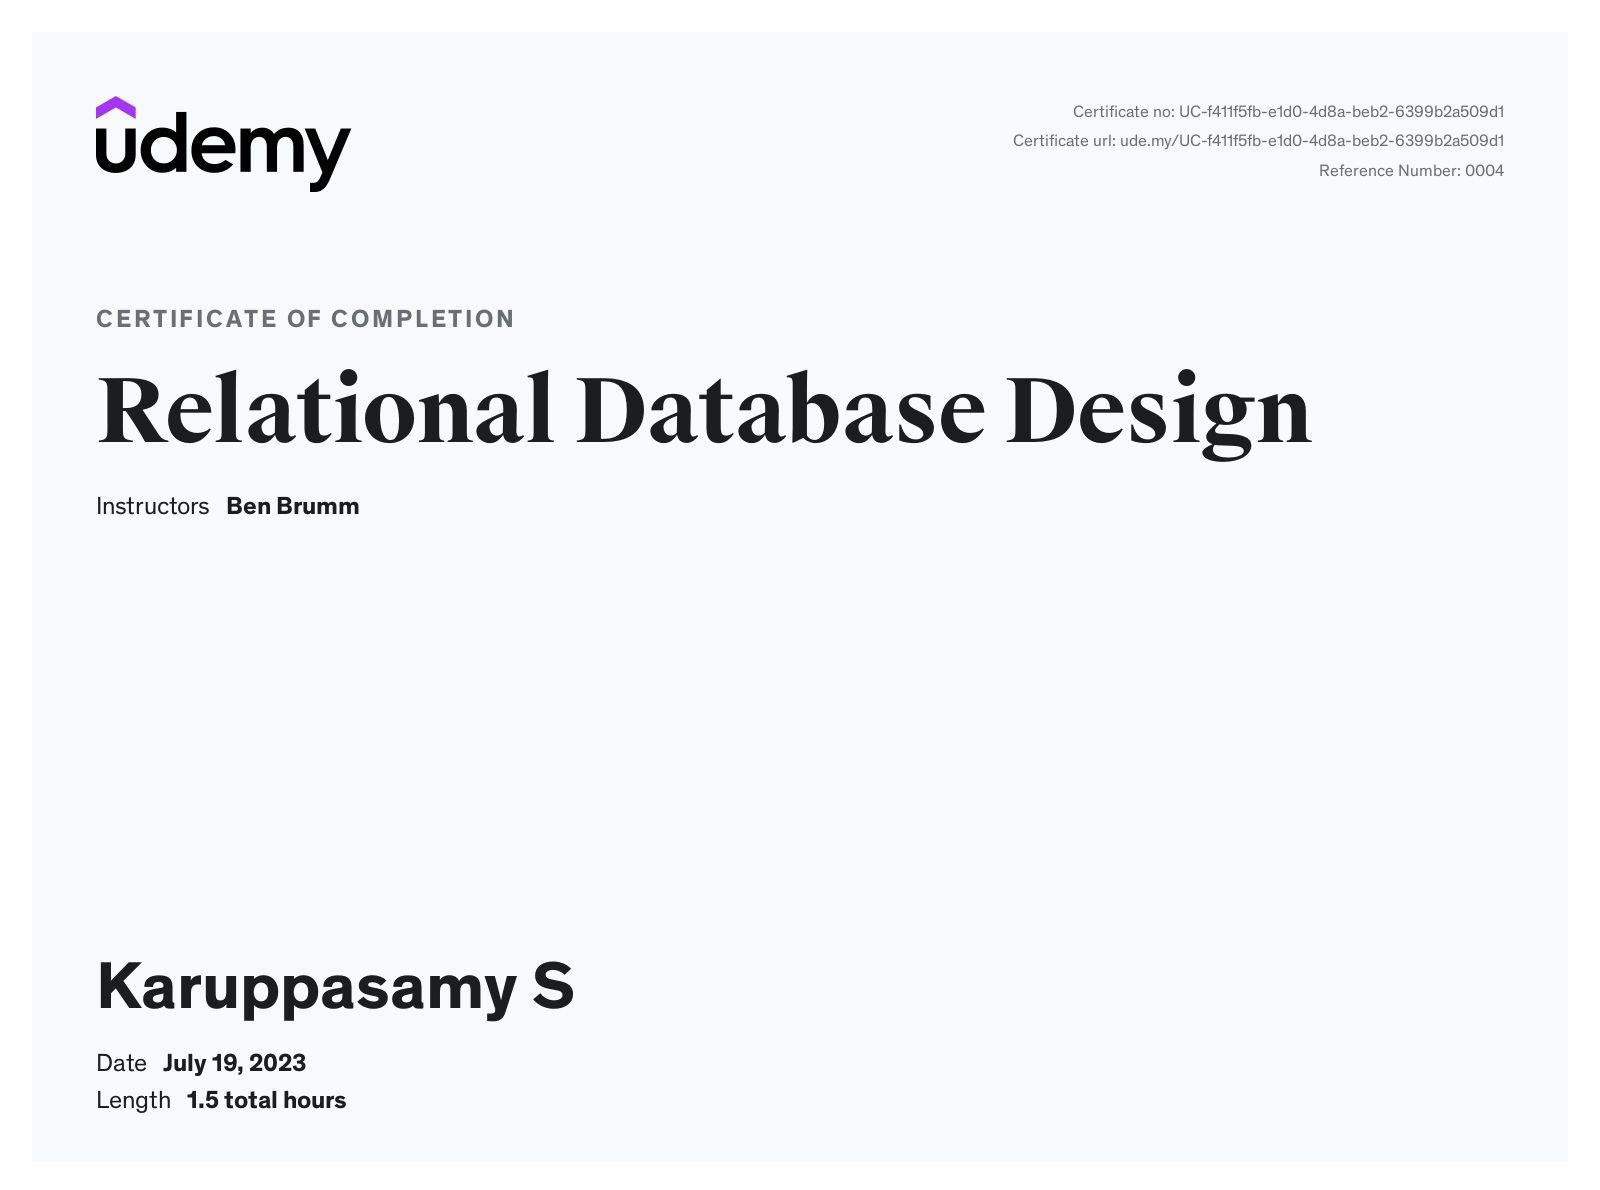 udemy
Certificate no: UC-f411f5fb-e1d0-4d8a-beb2-6399b2a509d1
Certificate url: ude.my/UC-f411f5fb-e1d0-4d8a-beb2-6399b2a509d1
Reference Number: 0004
CERTIFICATE OF COMPLETION
Relational Database Design
Instructors Ben Brumm
Karuppasamy S
Date July 19, 2023
Length 1.5 total hours